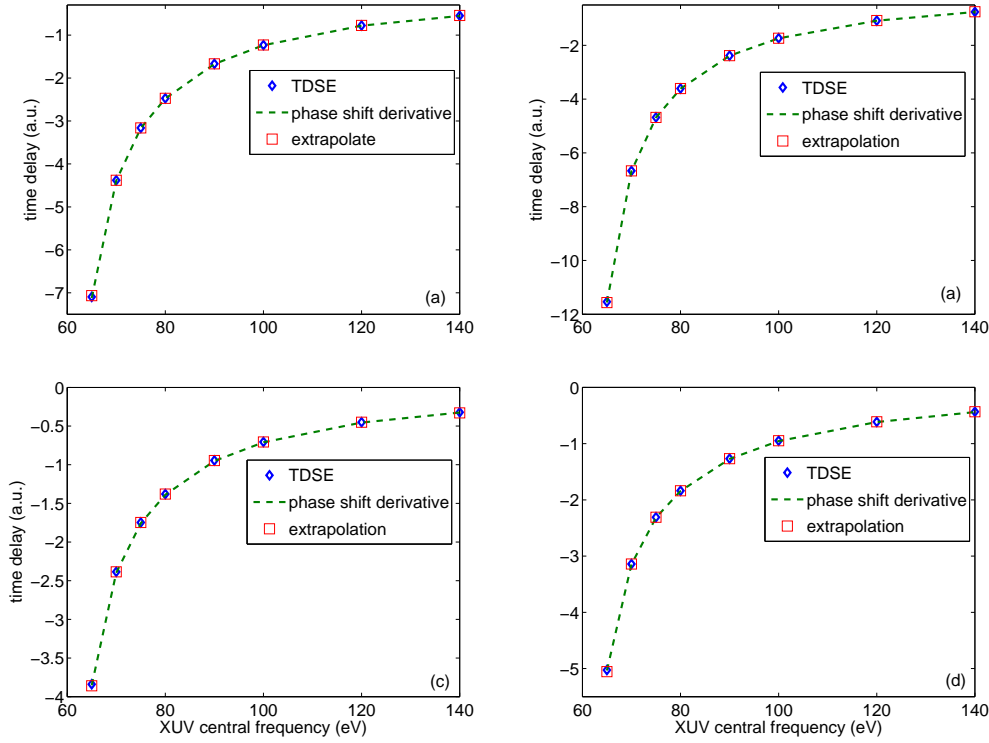 −1
−2
−3
−4
−5
−6
−7
time delay (a.u.)
TDSE
phase shift derivative
extrapolate
(a)
60
80
100
120
140
−2
−4
−6
−8
−10
−12
time delay (a.u.)
TDSE
phase shift derivative
extrapolation
(a)
60
80
100
120
140
0
−0.5
−1
−1.5
−2
−2.5
−3
−3.5
−4
time delay (a.u.)
TDSE
phase shift derivative
extrapolation
(c)
60
80
100
120
140
XUV central frequency (eV)
0
−1
−2
−3
−4
−5
TDSE
phase shift derivative
extrapolation
(d)
60
80
100
120
140
XUV central frequency (eV)